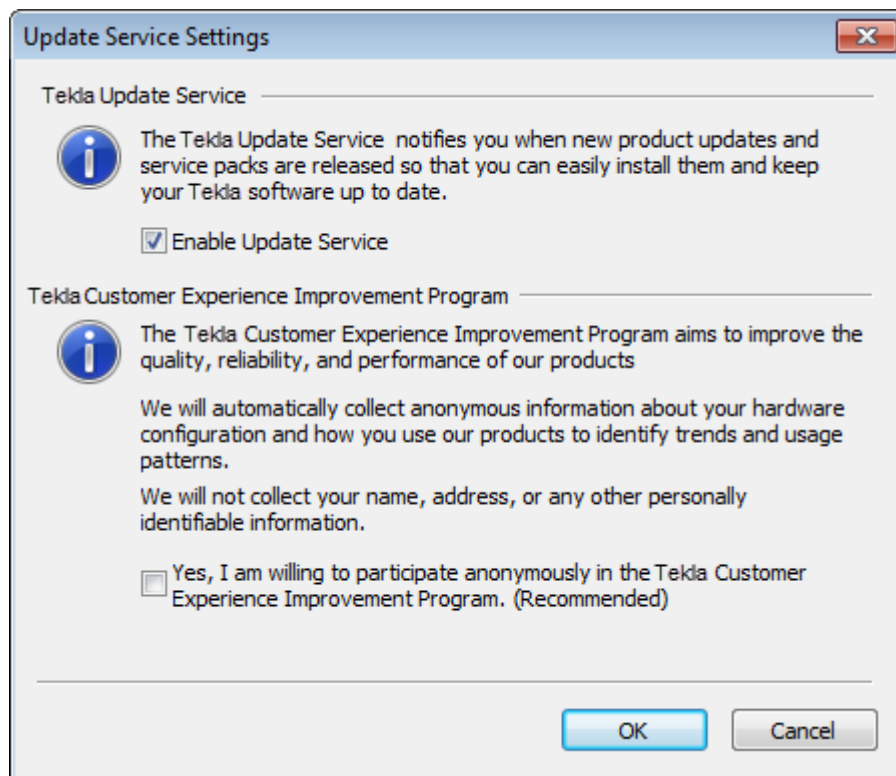 Update Service Settings
Tekla Update Service
The Tekla Update Service notifies you when new product updates and
service packs are released so that you can easily install them and keep
your Tekla software up to date.
Enable Update Service
Tekla Customer Experience Improvement Program
The Tekla Customer Experience Improvement Program aims to improve the
quality, reliability, and performance of our products
We will automatically collect anonymous information about your hardware
configuration and how you use our products to identify trends and usage
patterns.
We will not collect your name, address, or any other personally
identifiable information.
Yes, I am willing to participate anonymously in the Tekla Customer
Experience Improvement Program. (Recommended)
OK
Cancel